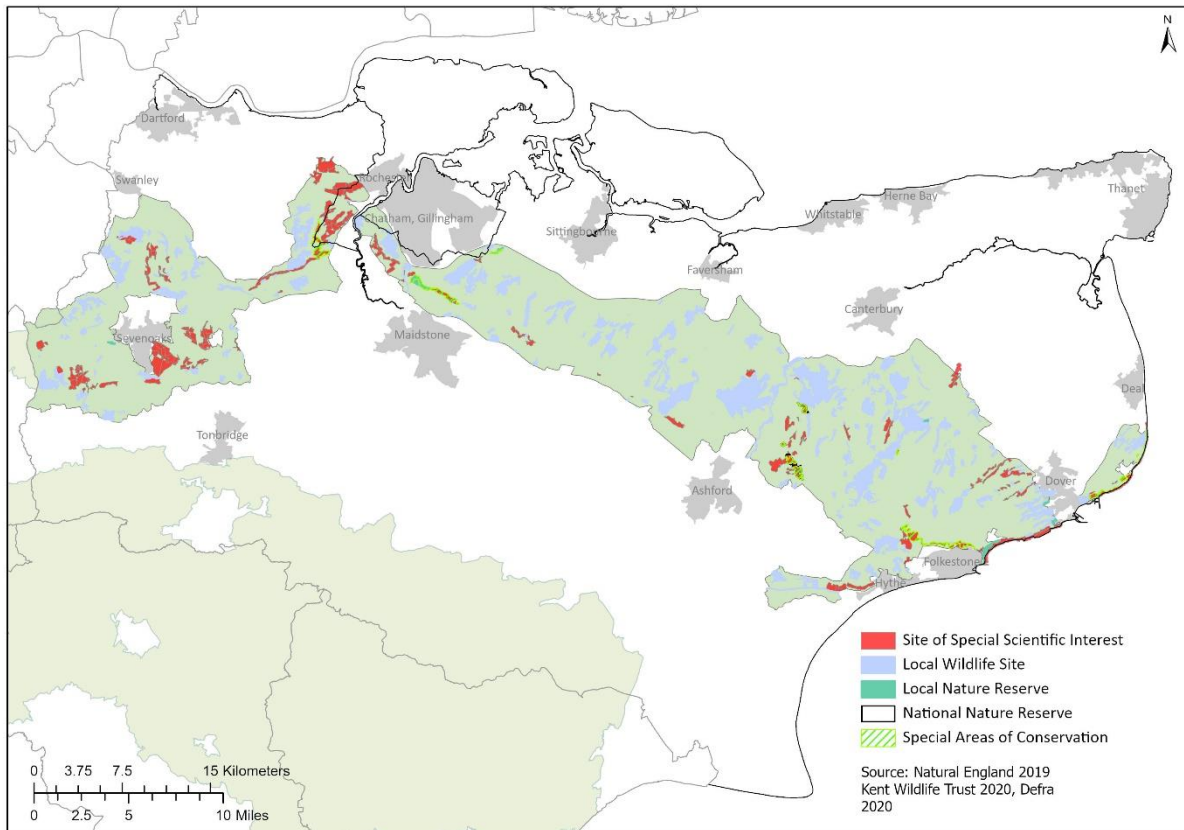 N
Dartford
Swanley
Rochester
Chatham, Gillingham
Sittingbourne
Whitstable
Herne Bay
Thanet
Faversham
Canterbury
Maidstone
Sevenoaks
Deal
Tonbridge
Ashford
Dover
Folkestone
Hythe
Site of Special Scientific Interest
Local Wildlife Site
Local Nature Reserve
National Nature Reserve
Special Areas of Conservation
Source: Natural England 2019
Kent Wildlife Trust 2020, Defra
2020
0 3.75 7.5 15 Kilometers
0 2.5 5 10 Miles